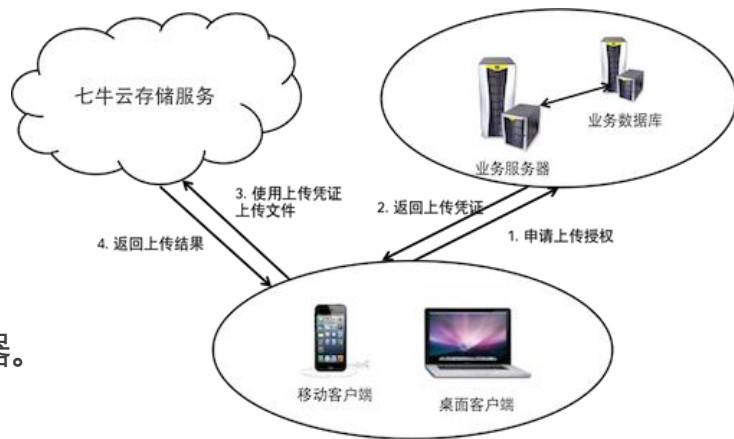 七牛云存储服务
业务数据库
业务服务器
3. 使用上传凭证
上传文件
2. 返回上传凭证
4. 返回上传结果
1. 申请上传授权
器。
移动客户端
桌面客户端